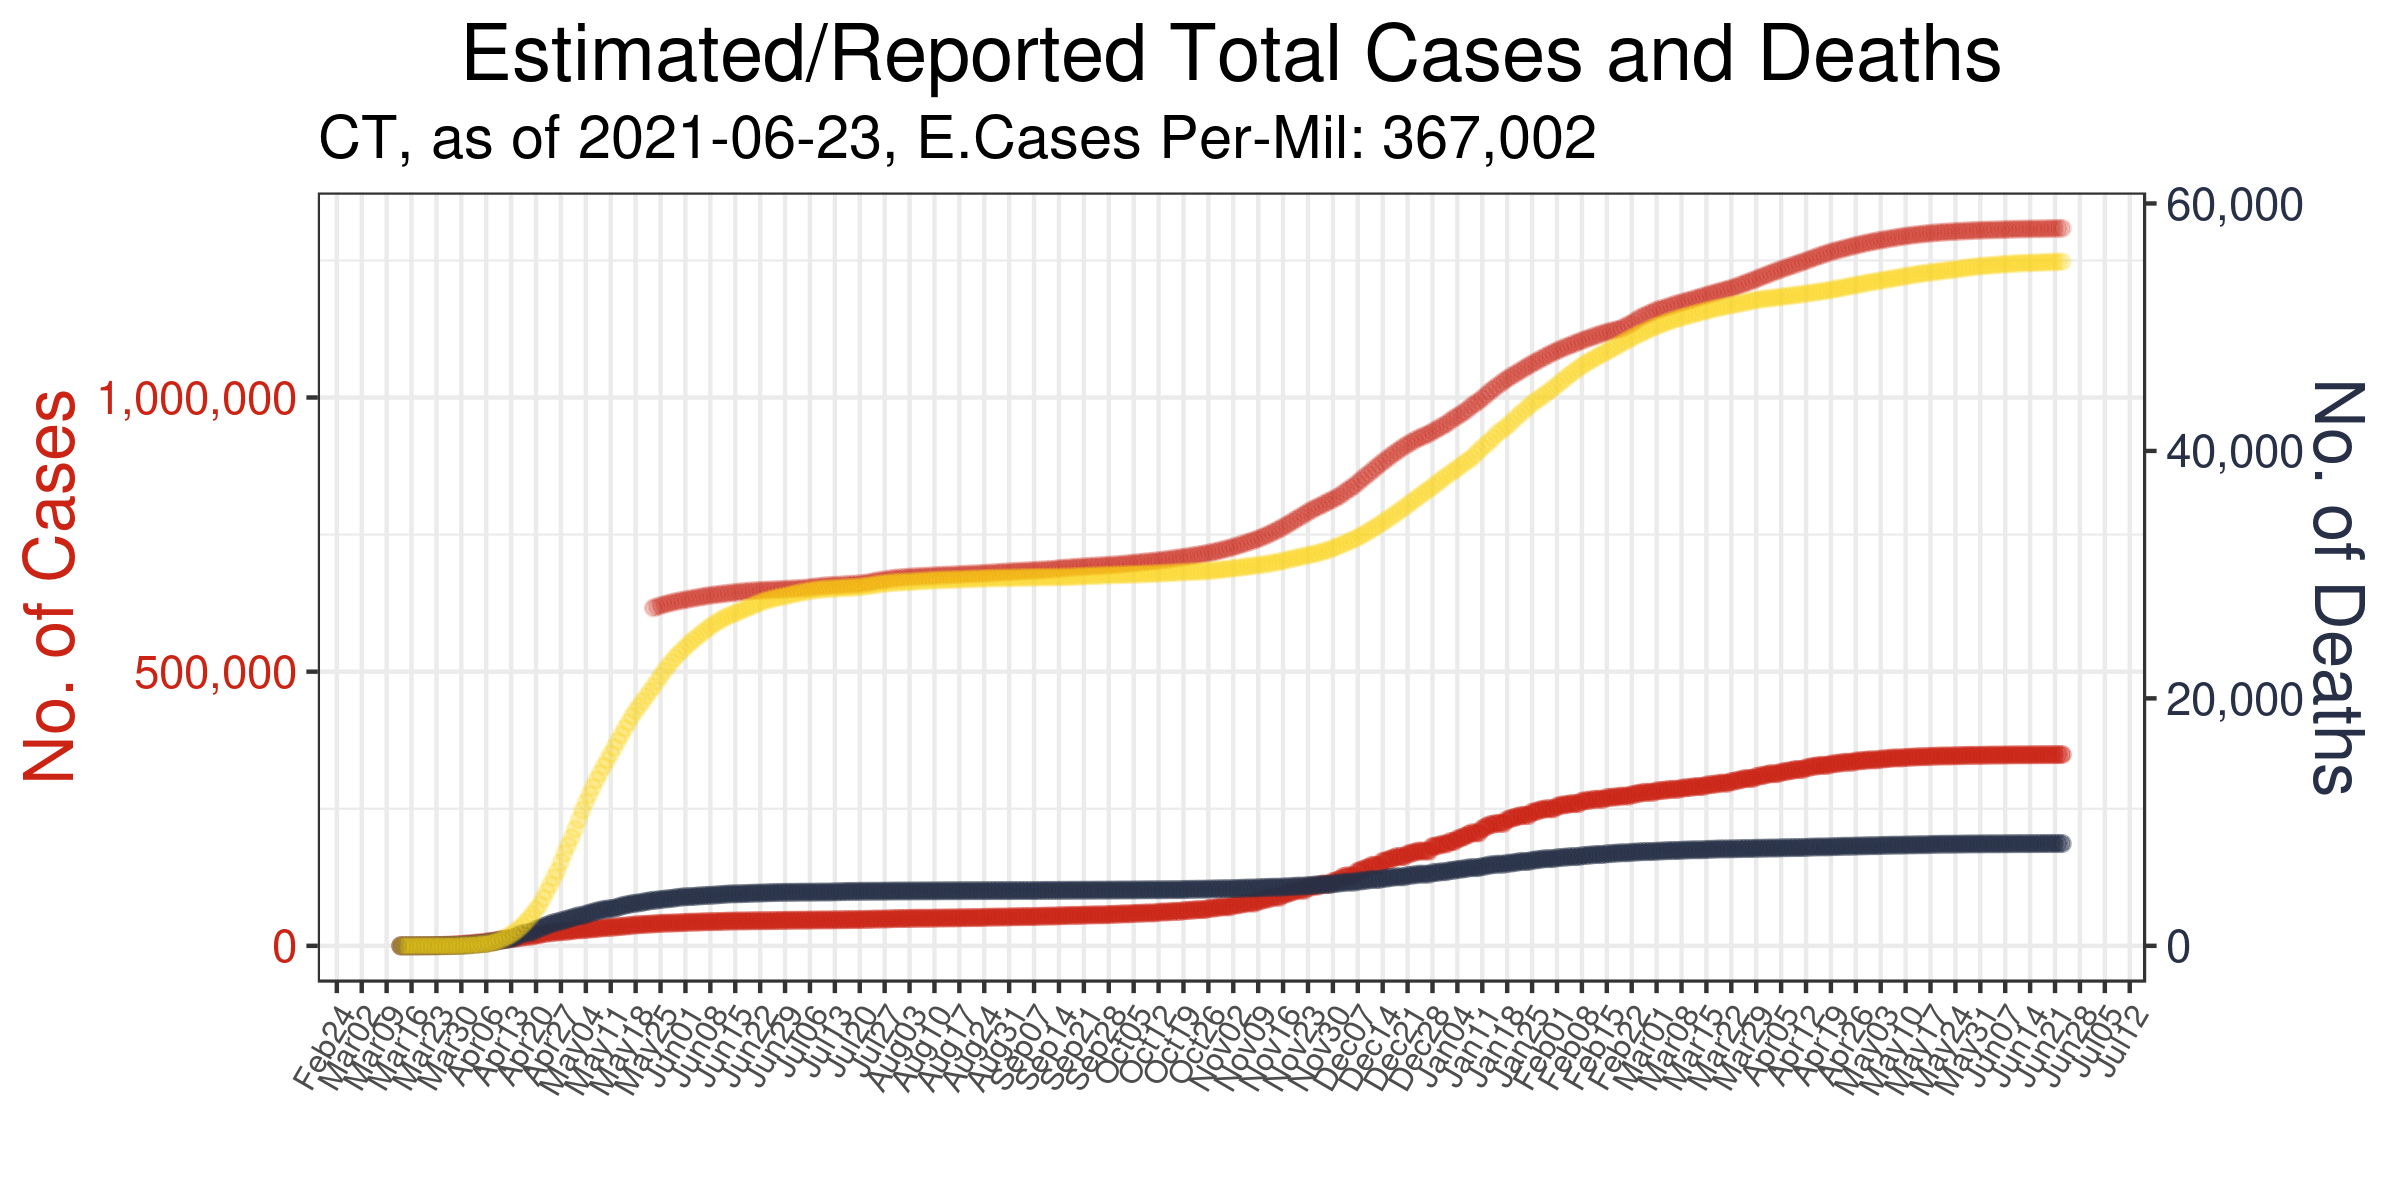 Estimated/Reported Total Cases and Deaths
CT, as of 2021-06-23, E.Cases Per-Mil: 367,002
No. of Cases
1,000,000
500,000
0
60,000
40,000
20,000
0
No. of Deaths
Feb24
Mar02
Mar09
Mar16
Mar23
Mar30
Apr06
Apr13
Apr20
Apr27
May04
May11
May18
May25
Jun01
Jun08
Jun15
Jun22
Jun29
Jul06
Jul13
Jul20
Jul27
Aug03
Aug10
Aug17
Aug24
Aug31
Sep07
Sep14
Sep21
Sep28
Oct05
Oct12
Oct19
Oct26
Nov02
Nov09
Nov16
Nov23
Nov30
Dec07
Dec14
Dec21
Dec28
Jan04
Jan11
Jan18
Jan25
Feb01
Feb08
Feb15
Feb22
Mar01
Mar08
Mar15
Mar22
Mar29
Apr05
Apr12
Apr19
Apr26
May03
May10
May17
May24
May31
Jun07
Jun14
Jun21
Jun28
Jul05
Jul12